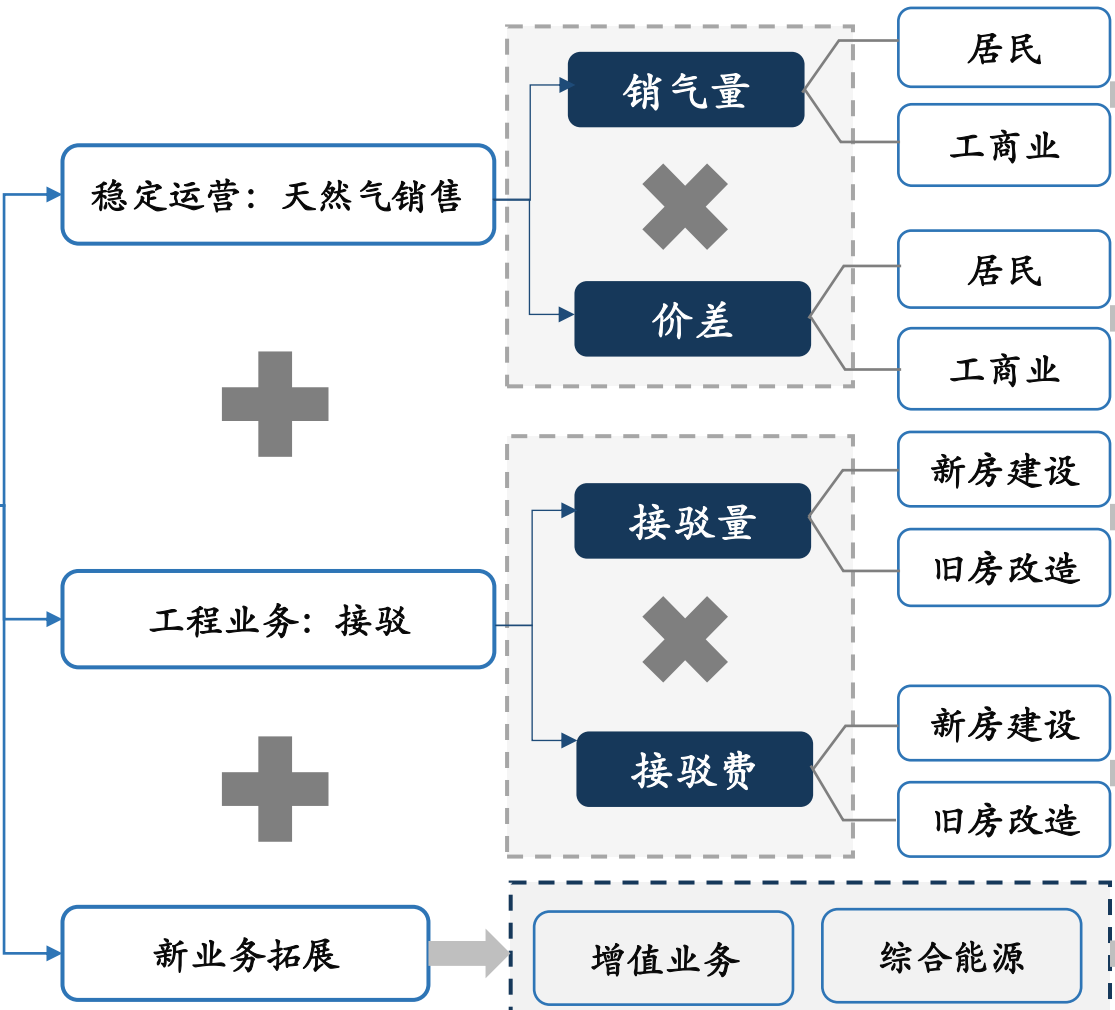 居民
销气量
工商业
稳定运营：天然气销售
居民
价差
工商业
新房建设
接驳量
旧房改造
工程业务：接驳
新房建设
接驳费
旧房改造
新业务拓展
增值业务
综合能源